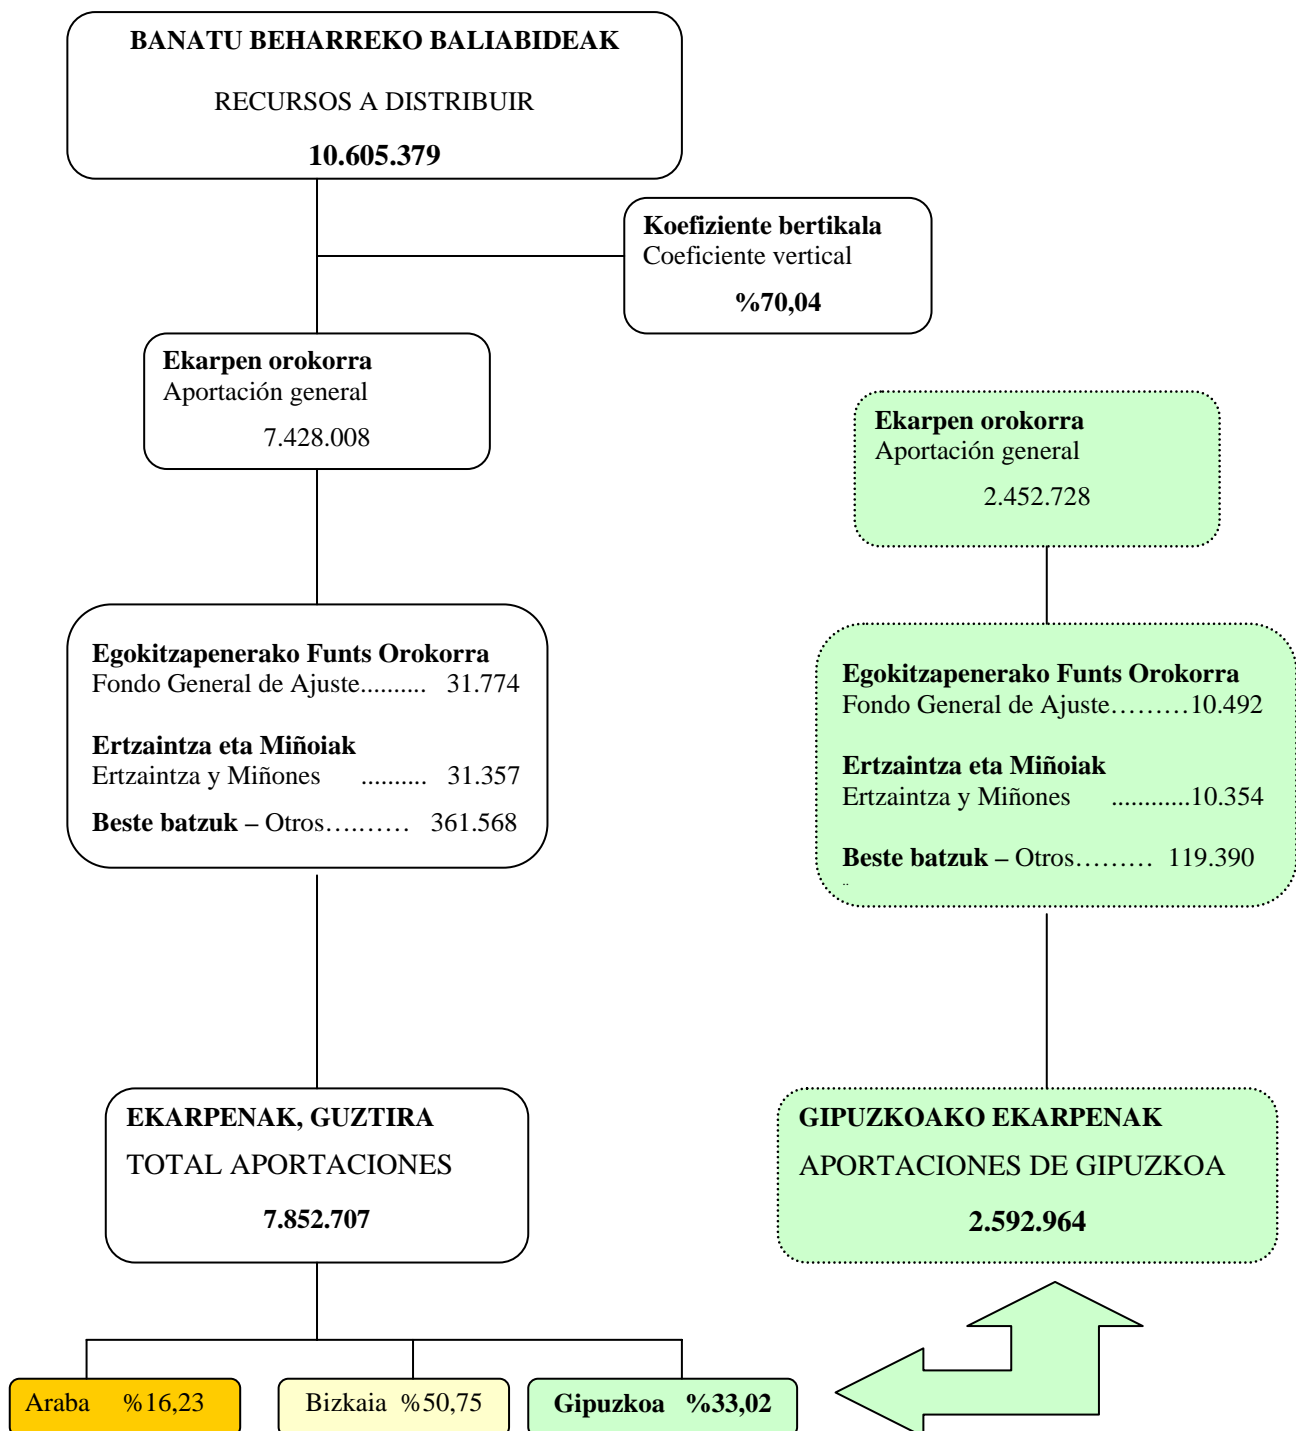 BANATU BEHARREKO BALIABIDEAK
RECURSOS A DISTRIBUIR
10.605.379
Koefiziente bertikala
Coeficiente vertical
%70,04
Ekarpen orokorra
Aportación general
7.428.008
Ekarpen orokorra
Aportación general
2.452.728
Egokitzapenerako Funts Orokorra
Fondo General de Ajuste.......... 31.774
Ertzaintza eta Miñoiak
Ertzaintza y Miñones .......... 31.357
Beste batzuk – Otros….…… 361.568
Egokitzapenerako Funts Orokorra
Fondo General de Ajuste………10.492
Ertzaintza eta Miñoiak
Ertzaintza y Miñones ............10.354
Beste batzuk – Otros……… 119.390
EKARPENAK, GUZTIRA
TOTAL APORTACIONES
7.852.707
GIPUZKOAKO EKARPENAK
APORTACIONES DE GIPUZKOA
2.592.964
Araba %16,23
Bizkaia %50,75
Gipuzkoa %33,02